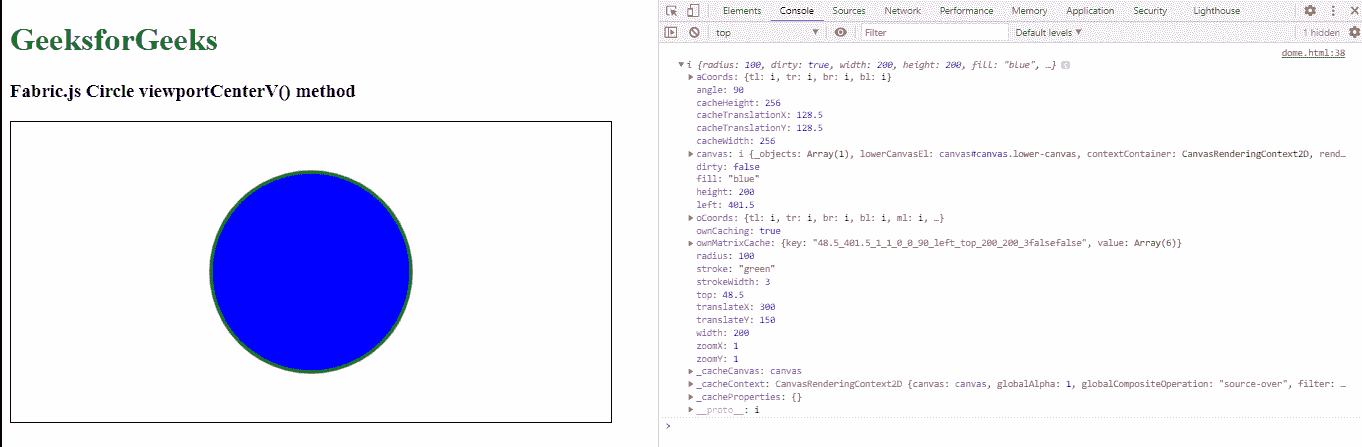 GeeksforGeeks
Fabric.js Circle viewportCenterV() method
Elements Console Sources Network Performance Memory Application Security Lighthouse
top Filter Default levels 1 hidden
dome.html:38
i {radius: 100, dirty: true, width: 200, height: 200, fill: "blue", …} i
aCoords: {tl: i, tr: i, br: i, bl: i}
angle: 90
cacheHeight: 256
cacheTranslationX: 128.5
cacheTranslationY: 128.5
cacheWidth: 256
canvas: i {_objects: Array(1), lowerCanvasEl: canvas#canvas.lower-canvas, contextContainer: CanvasRenderingContext2D, rend…
dirty: false
fill: "blue"
height: 200
left: 401.5
oCoords: {tl: i, tr: i, br: i, bl: i, ml: i, …}
ownCaching: true
ownMatrixCache: {key: "48.5_401.5_1_1_0_0_90_left_top_200_200_3falsefalse", value: Array(6)}
radius: 100
stroke: "green"
strokeWidth: 3
top: 48.5
translateX: 300
translateY: 150
width: 200
zoomX: 1
zoomY: 1
_cacheCanvas: canvas
_cacheContext: CanvasRenderingContext2D {canvas: canvas, globalAlpha: 1, globalCompositeOperation: "source-over", filter: …
_cacheProperties: {}
__proto__: i